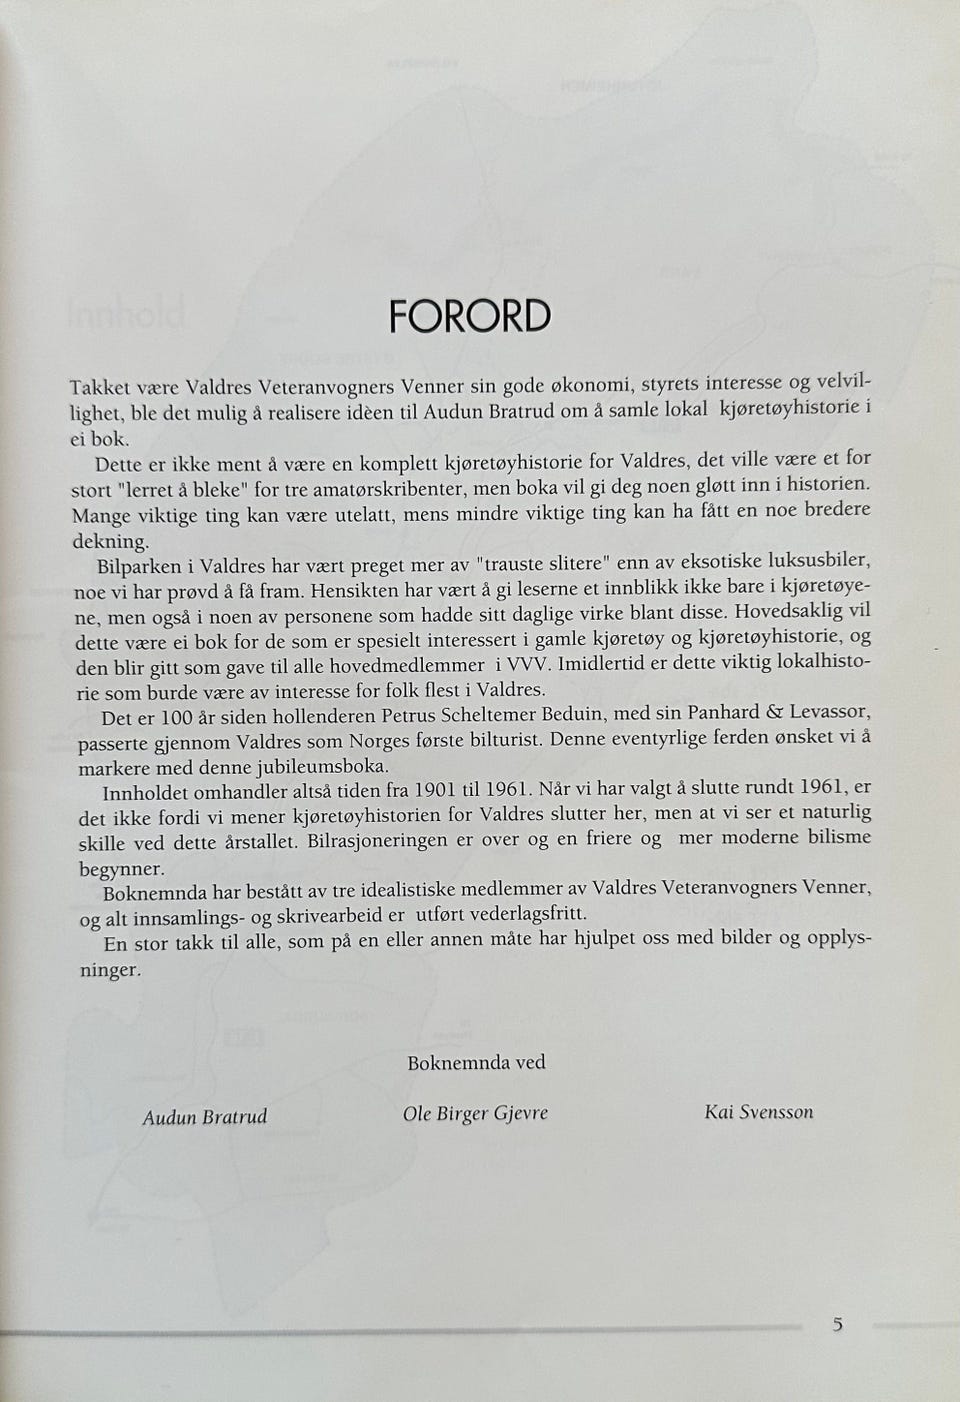 FORORD
Takket være Valdres Veteranvogners Venner sin gode økonomi, styrets interesse og velvil-
lighet, ble det mulig å realisere idèen til Audun Bratrud om å samle lokal kjøretøyhistorie i
ei bok.
Dette er ikke ment å være en komplett kjøretøyhistorie for Valdres, det ville være et for
stort "lerret å bleke" for tre amatørskribenter, men boka vil gi deg noen gløtt inn i historien.
Mange viktige ting kan være utelatt, mens mindre viktige ting kan ha fått en noe bredere
dekning.
Bilparken i Valdres har vært preget mer av "trauste slitere" enn av eksotiske luksusbiler,
noe vi har prøvd å få fram. Hensikten har vært å gi leserne et innblikk ikke bare i kjøretøye-
ne, men også i noen av personene som hadde sitt daglige virke blant disse. Hovedsaklig vil
dette være ei bok for de som er spesielt interessert i gamle kjøretøy og kjøretøyhistorie, og
den blir gitt som gave til alle hovedmedlemmer i VVV. Imidlertid er dette viktig lokalhisto-
rie som burde være av interesse for folk flest i Valdres.
Det er 100 år siden hollenderen Petrus Scheltemer Beduin, med sin Panhard & Levassor,
passerte gjennom Valdres som Norges første bilturist. Denne eventyrlige ferden ønsket vi å
markere med denne jubileumsboka.
Innholdet omhandler altså tiden fra 1901 til 1961. Når vi har valgt å slutte rundt 1961, er
det ikke fordi vi mener kjøretøyhistorien for Valdres slutter her, men at vi ser et naturlig
skille ved dette årstallet. Bilrasjoneringen er over og en friere og mer moderne bilisme
begynner.
Boknemnda har bestått av tre idealistiske medlemmer av Valdres Veteranvogners Venner,
og alt innsamlings- og skrivearbeid er utført vederlagsfritt.
En stor takk til alle, som på en eller annen måte har hjulpet oss med bilder og opplys-
ninger.
Boknemnda ved
Audun Bratrud Ole Birger Gjevre Kai Svensson
5